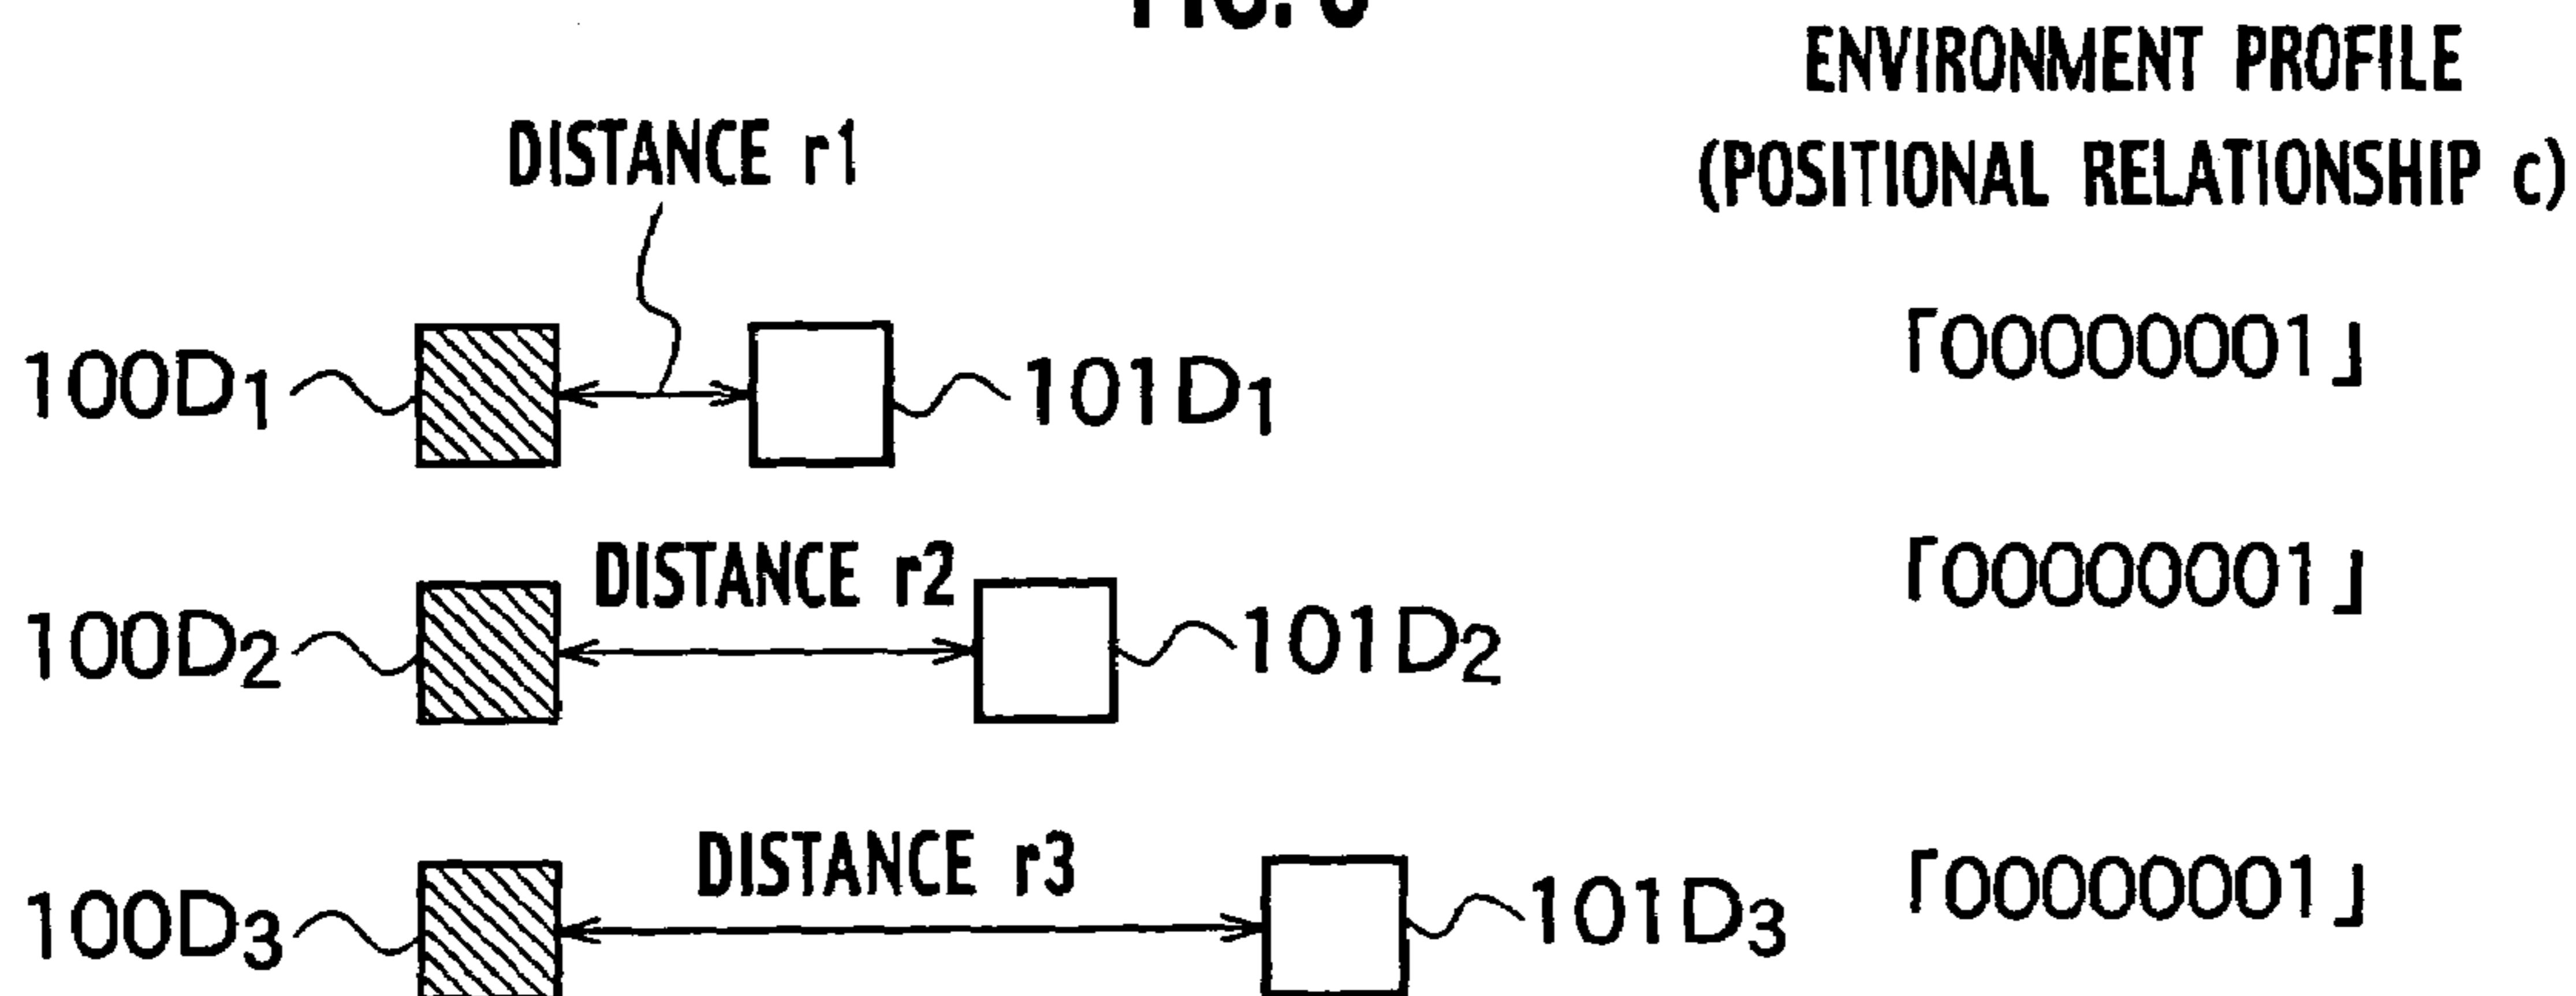 ENVIRONMENT PROFILE
(POSITIONAL RELATIONSHIP c)
DISTANCE r1
100D1 101D1 「00000001」
DISTANCE r2
100D2 101D2 「00000001」
DISTANCE r3
100D3 101D3 「00000001」